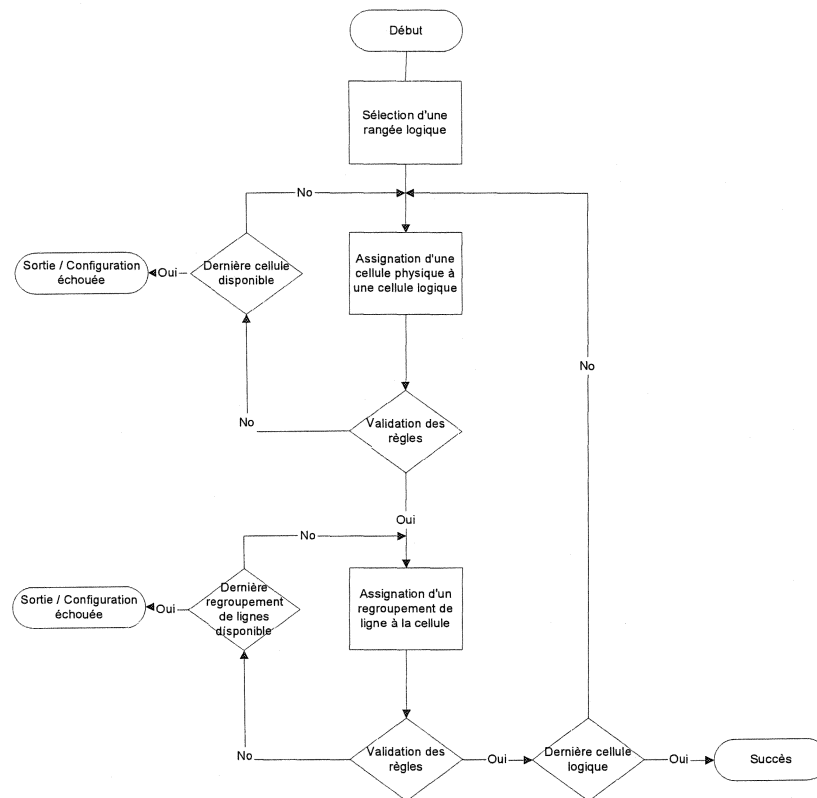 Début
Sélection d'une
rangée logique
No
Assignation d'une
cellule physique à
une cellule logique
Dernière cellule
disponible
Oui
Sortie / Configuration
échouée
No
No
Validation des
règles
Oui
No
Assignation d'un
regroupement de
ligne à la cellule
Dernière
regroupement
de lignes
disponible
Oui
Sortie / Configuration
échouée
No
Validation des
règles
Oui
Dernière cellule
logique
Oui
Succès